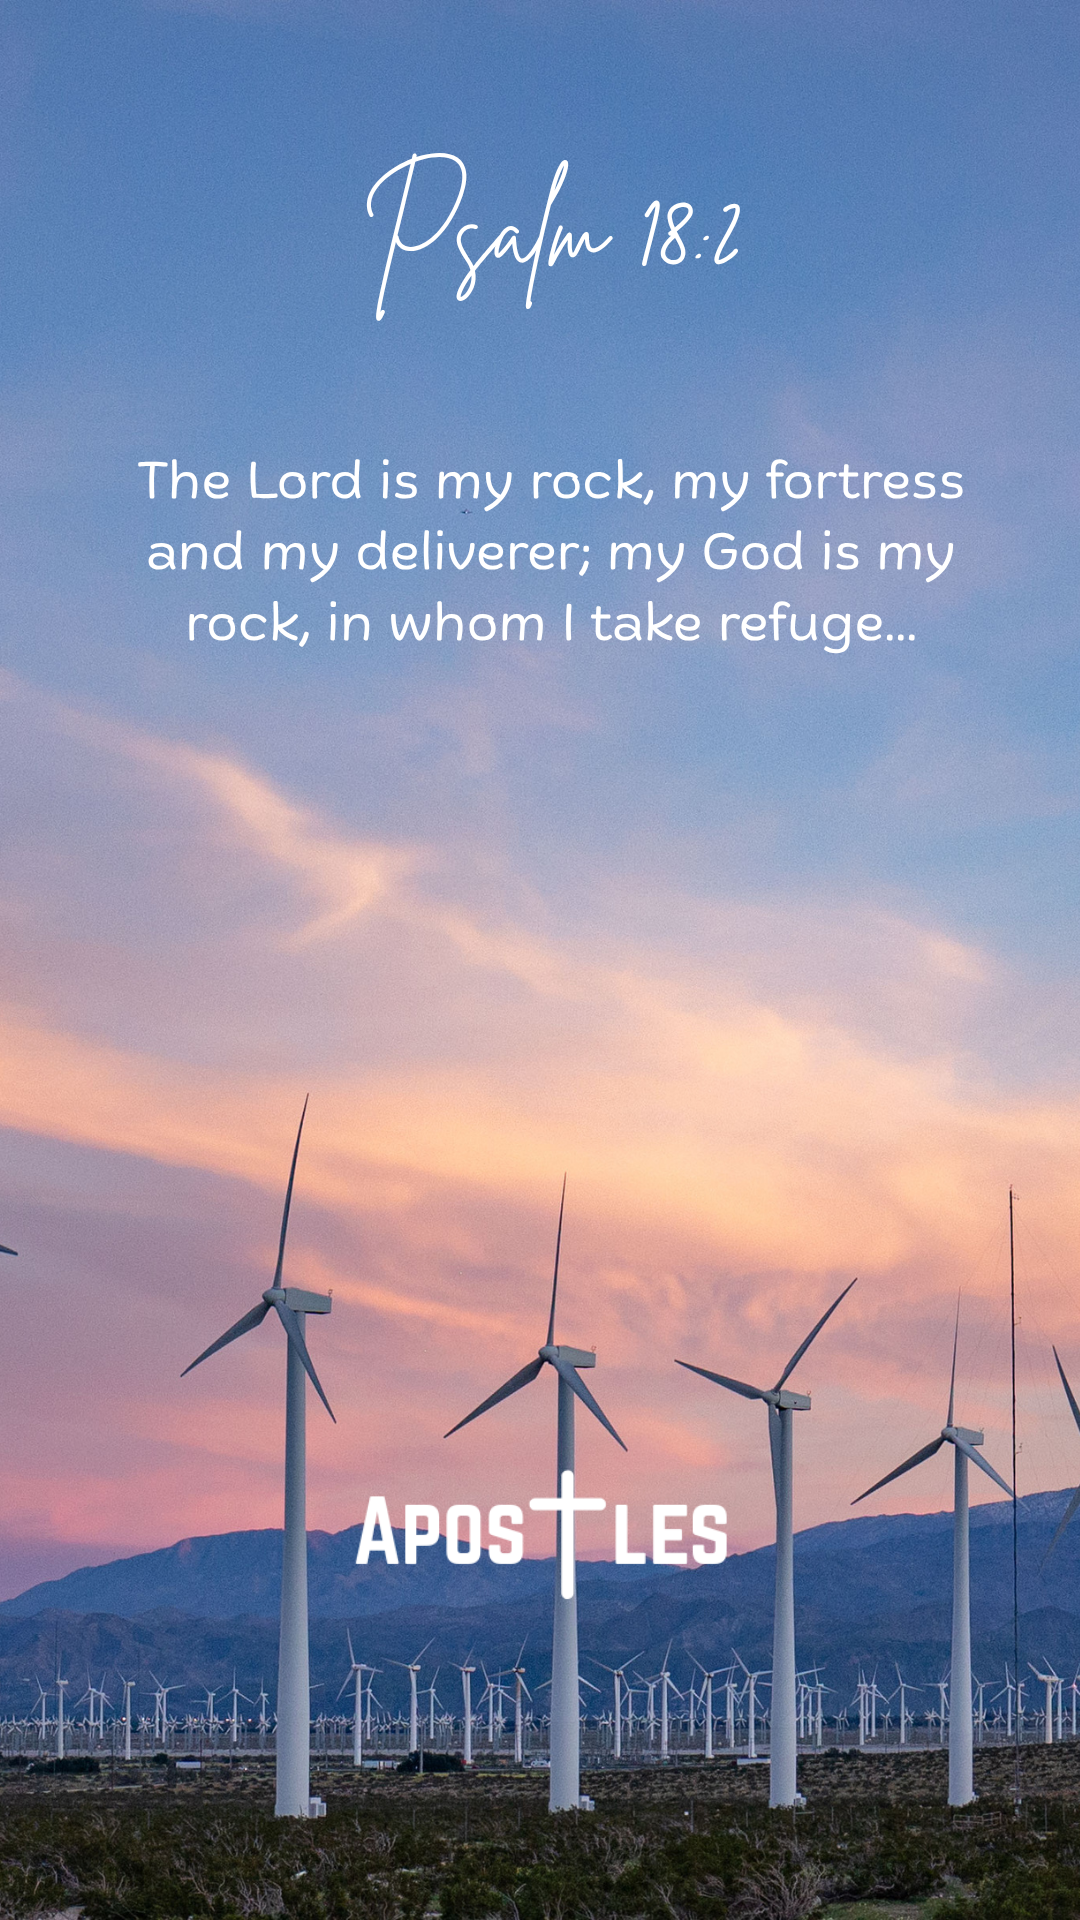 Psalm 18:2
The Lord is my rock, my fortress
and my deliverer; my God is my
rock, in whom I take refuge...
APOSTLES